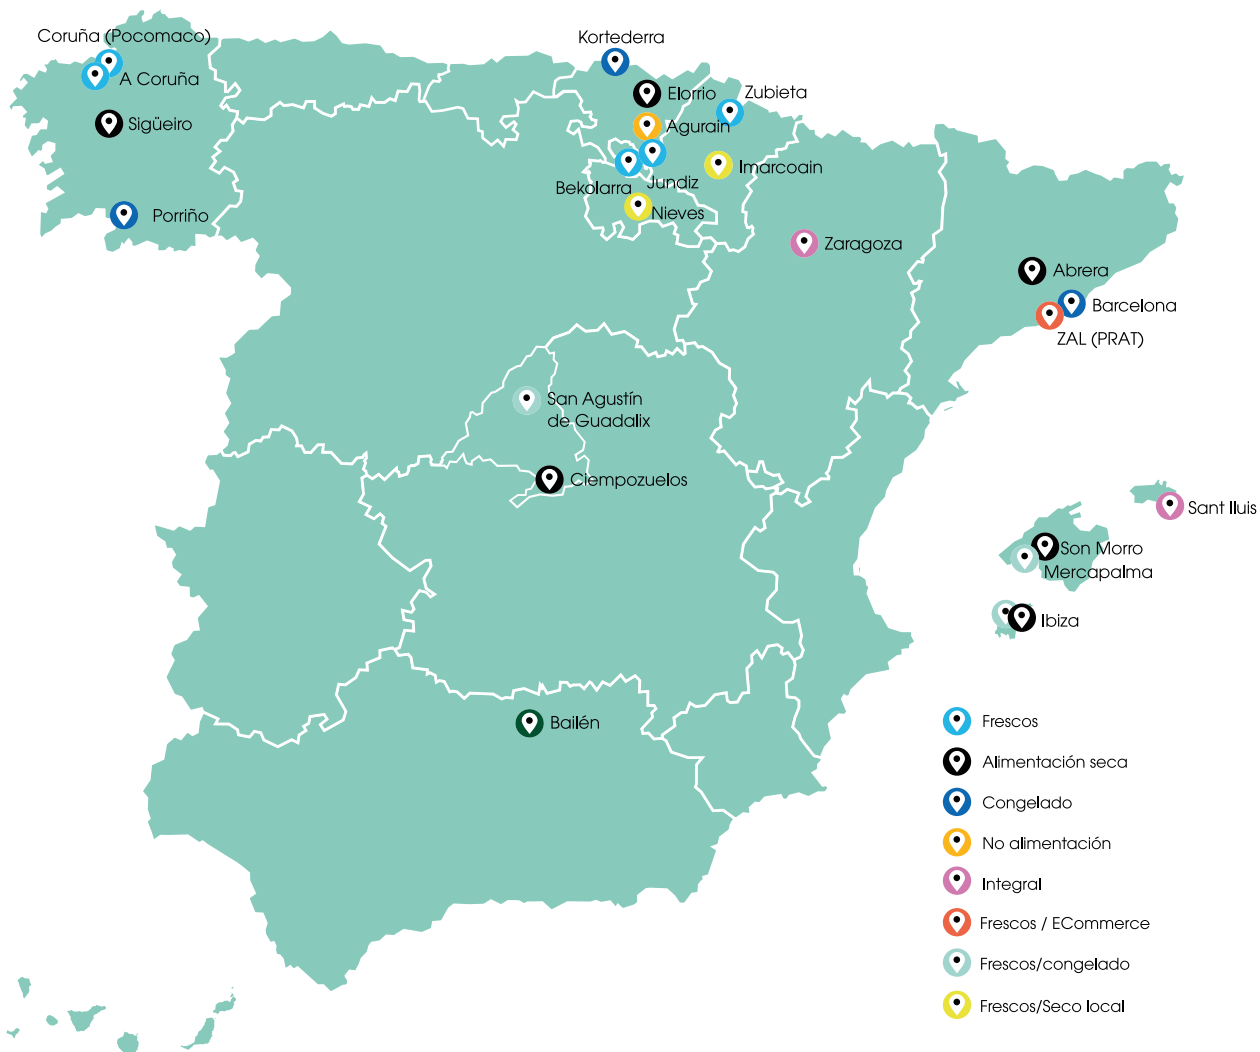 Coruña (Pocomaco)
A Coruña
Sigüeiro
Porriño
Kortederra
Elorrio
Zubieta
Agurain
Imarcoain
Bekolarra
Jundiz
Nieves
Zaragoza
Abrera
Barcelona
ZAL (PRAT)
San Agustín
de Guadalix
Ciempozuelos
Sant lluis
Son Morro
Mercapalma
Ibiza
Bailén
Frescos
Alimentación seca
Congelado
No alimentación
Integral
Frescos / ECommerce
Frescos/congelado
Frescos/Seco local